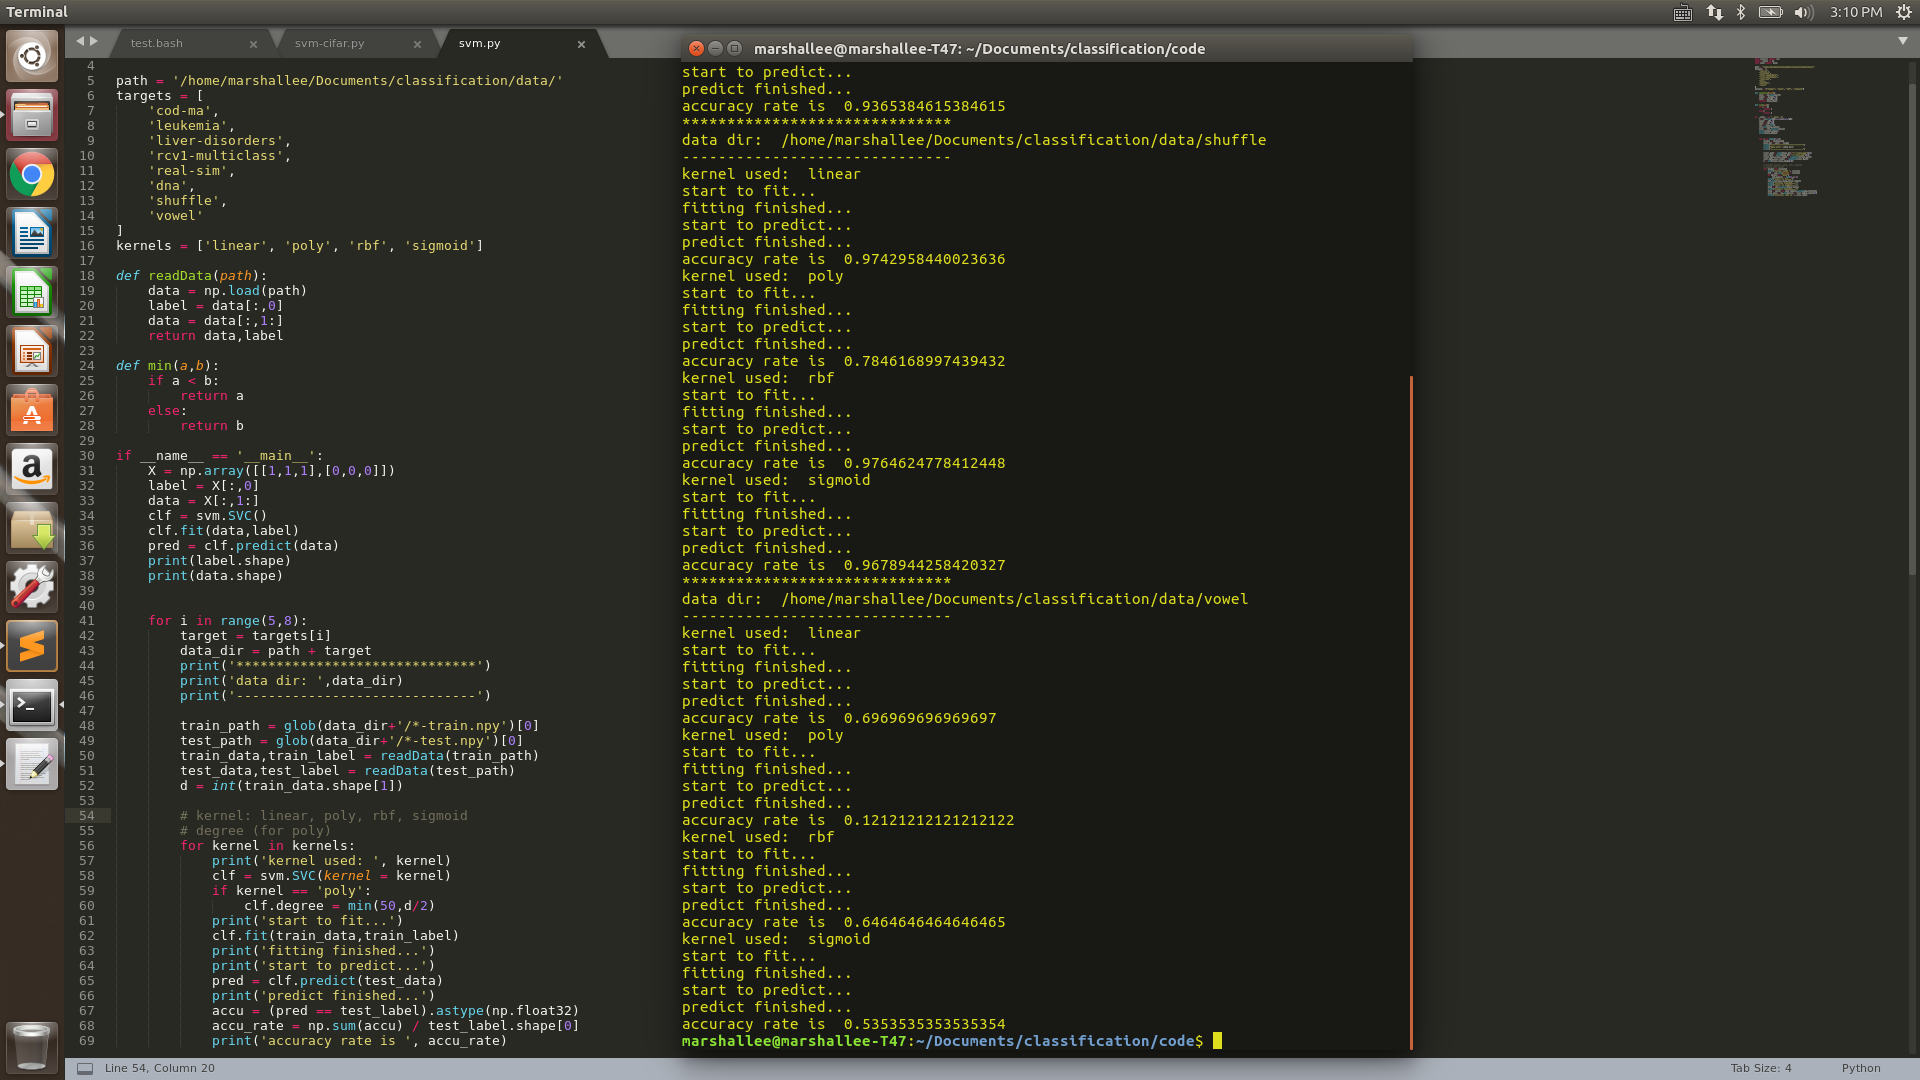 Terminal
3:10 PM
test.bash
svm-cifar.py
svm.py
4
5 path = '/home/marshallee/Documents/classification/data/'
6 targets = [
7     'cod-ma',
8     'leukemia',
9     'liver-disorders',
10     'rcv1-multiclass',
11     'real-sim',
12     'dna',
13     'shuffle',
14     'vowel'
15 ]
16 kernels = ['linear', 'poly', 'rbf', 'sigmoid']
17
18 def readData(path):
19     data = np.load(path)
20     label = data[:,0]
21     data = data[:,1:]
22     return data,label
23
24 def min(a,b):
25     if a < b:
26         return a
27     else:
28         return b
29
30 if __name__ == '__main__':
31     X = np.array([[1,1,1],[0,0,0]])
32     label = X[:,0]
33     data = X[:,1:]
34     clf = svm.SVC()
35     clf.fit(data,label)
36     pred = clf.predict(data)
37     print(label.shape)
38     print(data.shape)
39
40
41     for i in range(5,8):
42         target = targets[i]
43         data_dir = path + target
44         print('******************************')
45         print('data dir: ',data_dir)
46         print('------------------------------')
47
48         train_path = glob(data_dir+'/*-train.npy')[0]
49         test_path = glob(data_dir+'/*-test.npy')[0]
50         train_data,train_label = readData(train_path)
51         test_data,test_label = readData(test_path)
52         d = int(train_data.shape[1])
53
54         # kernel: linear, poly, rbf, sigmoid
55         # degree (for poly)
56         for kernel in kernels:
57             print('kernel used: ', kernel)
58             clf = svm.SVC(kernel = kernel)
59             if kernel == 'poly':
60                 clf.degree = min(50,d/2)
61             print('start to fit...')
62             clf.fit(train_data,train_label)
63             print('fitting finished...')
64             print('start to predict...')
65             pred = clf.predict(test_data)
66             print('predict finished...')
67             accu = (pred == test_label).astype(np.float32)
68             accu_rate = np.sum(accu) / test_label.shape[0]
69             print('accuracy rate is ', accu_rate)
marshallee@marshallee-T47: ~/Documents/classification/code
start to predict...
predict finished...
accuracy rate is  0.9365384615384615
******************************
data dir:  /home/marshallee/Documents/classification/data/shuffle
------------------------------
kernel used:  linear
start to fit...
fitting finished...
start to predict...
predict finished...
accuracy rate is  0.9742958440023636
kernel used:  poly
start to fit...
fitting finished...
start to predict...
predict finished...
accuracy rate is  0.7846168997439432
kernel used:  rbf
start to fit...
fitting finished...
start to predict...
predict finished...
accuracy rate is  0.9764624778412448
kernel used:  sigmoid
start to fit...
fitting finished...
start to predict...
predict finished...
accuracy rate is  0.9678944258420327
******************************
data dir:  /home/marshallee/Documents/classification/data/vowel
------------------------------
kernel used:  linear
start to fit...
fitting finished...
start to predict...
predict finished...
accuracy rate is  0.696969696969697
kernel used:  poly
start to fit...
fitting finished...
start to predict...
predict finished...
accuracy rate is  0.12121212121212122
kernel used:  rbf
start to fit...
fitting finished...
start to predict...
predict finished...
accuracy rate is  0.6464646464646465
kernel used:  sigmoid
start to fit...
fitting finished...
start to predict...
predict finished...
accuracy rate is  0.5353535353535354
marshallee@marshallee-T47:~/Documents/classification/code$
Line 54, Column 20
Tab Size: 4
Python